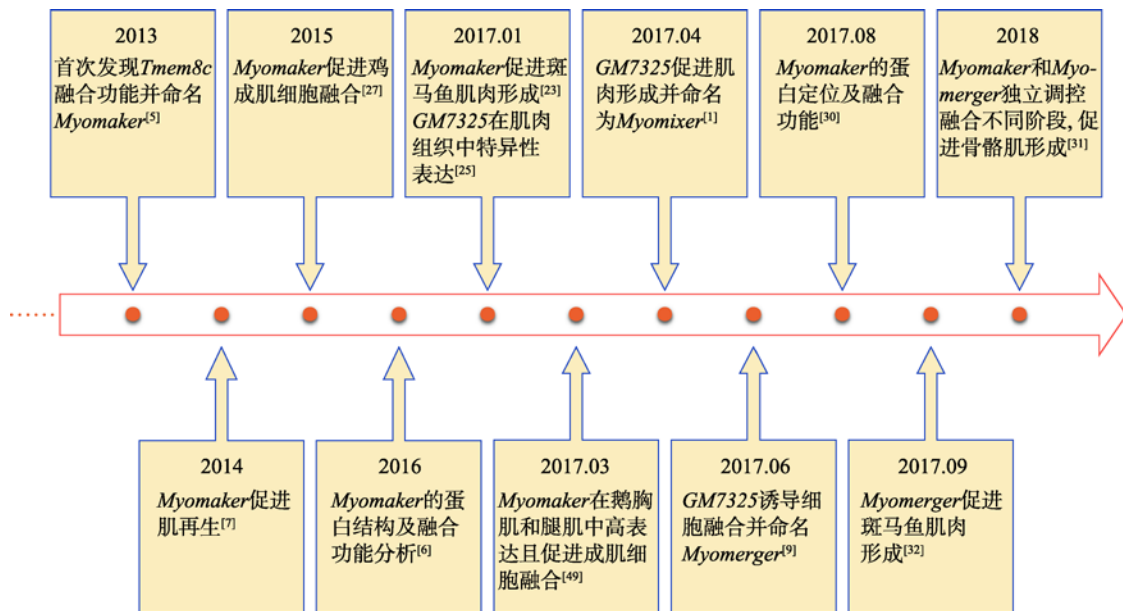 2013
首次发现Tmem8c
融合功能并命名
Myomaker[5]
2015
Myomaker促进鸡
成肌细胞融合[27]
2017.01
Myomaker促进斑
马鱼肌肉形成[23]
GM7325在肌肉
组织中特异性
表达[25]
2017.04
GM7325促进肌
肉形成并命名
为Myomixer[1]
2017.08
Myomaker的蛋
白定位及融合
功能[30]
2018
Myomaker和Myo-
merger独立调控
融合不同阶段, 促
进骨骼肌形成[31]
2014
Myomaker促进
肌再生[7]
2016
Myomaker的蛋
白结构及融合
功能分析[6]
2017.03
Myomaker在鹅胸
肌和腿肌中高表
达且促进成肌细
胞融合[49]
2017.06
GM7325诱导细
胞融合并命名
Myomerger[9]
2017.09
Myomerger促进
斑马鱼肌肉
形成[32]